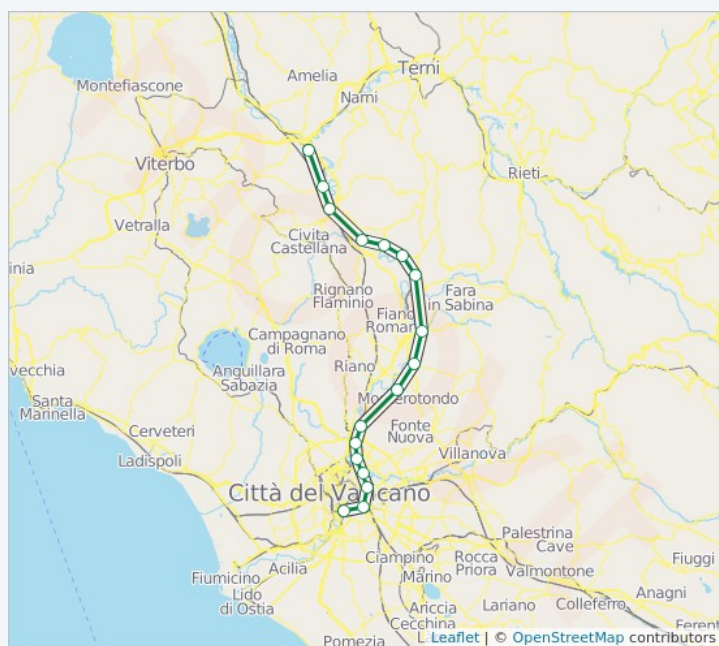 Montefiascone
Amelia
Terni
Narni
Viterbo
Rieti
Vetralla
Civita
Castellana
inia
Rignano
Flaminio
Fara
in Sabina
Fiano
Roman
Campagnano
di Roma
Riano
Anguillara
Sabazia
vecchia
Santa
Marinella
Cerveteri
Ladispoli
Fonte
Nuova
Villanova
Città del Vaticano
Palestrina
Cave
Ciampino
Rocca
Priora
Fiuggi
Fiumicino
Acilia
Lido
di Ostia
Marino
Valmontone
Anagni
Ariccia
Cecchina
Lariano
Colleferro
Ferent
Pomezia
L
Leaflet | © OpenStreetMap contributors